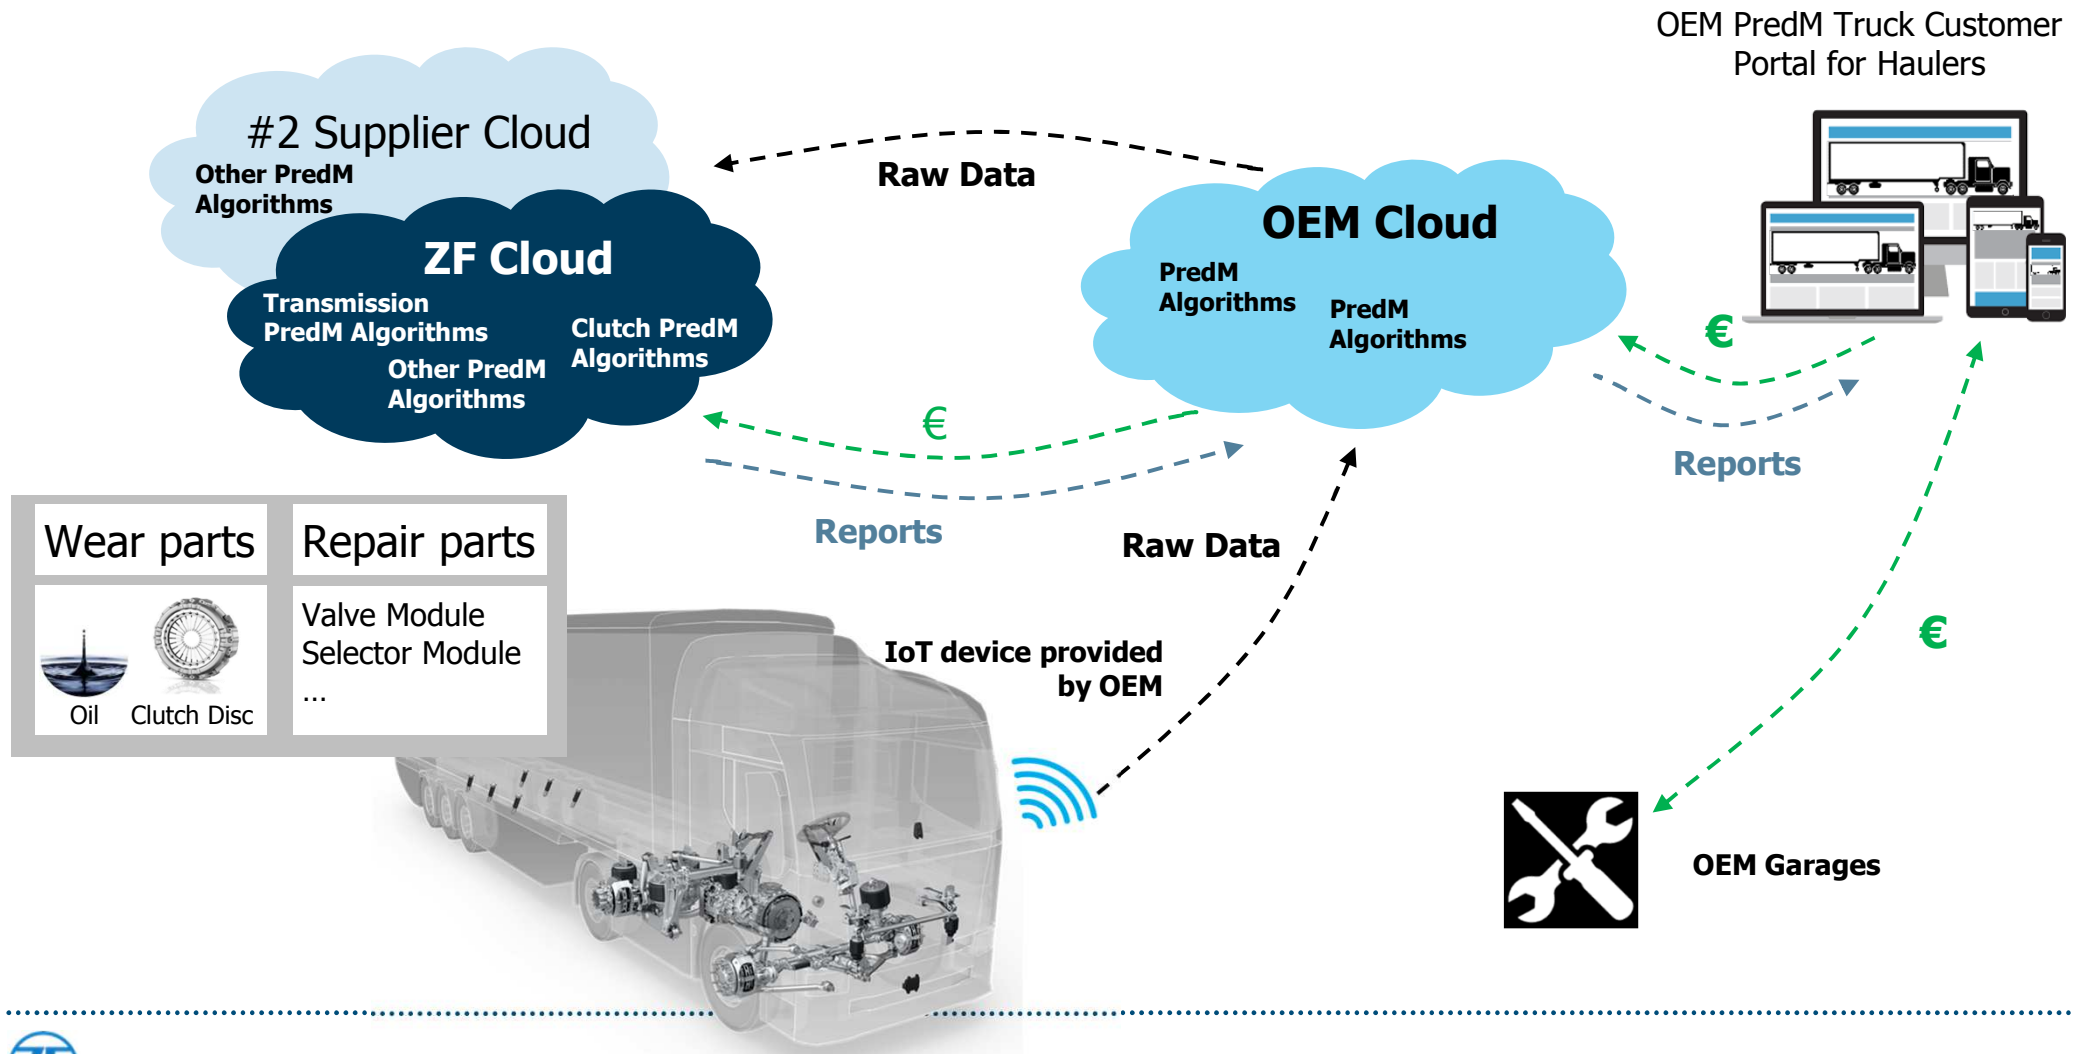 OEM PredM Truck Customer
Portal for Haulers
#2 Supplier Cloud
Other PredM
Algorithms
Raw Data
ZF Cloud
Transmission
PredM Algorithms
Clutch PredM
Algorithms
Other PredM
Algorithms
OEM Cloud
PredM
Algorithms
PredM
Algorithms
€
€
Reports
Reports
Raw Data
Wear parts
Repair parts
Oil
Clutch Disc
Valve Module
Selector Module
...
IoT device provided
by OEM
€
OEM Garages
ZF